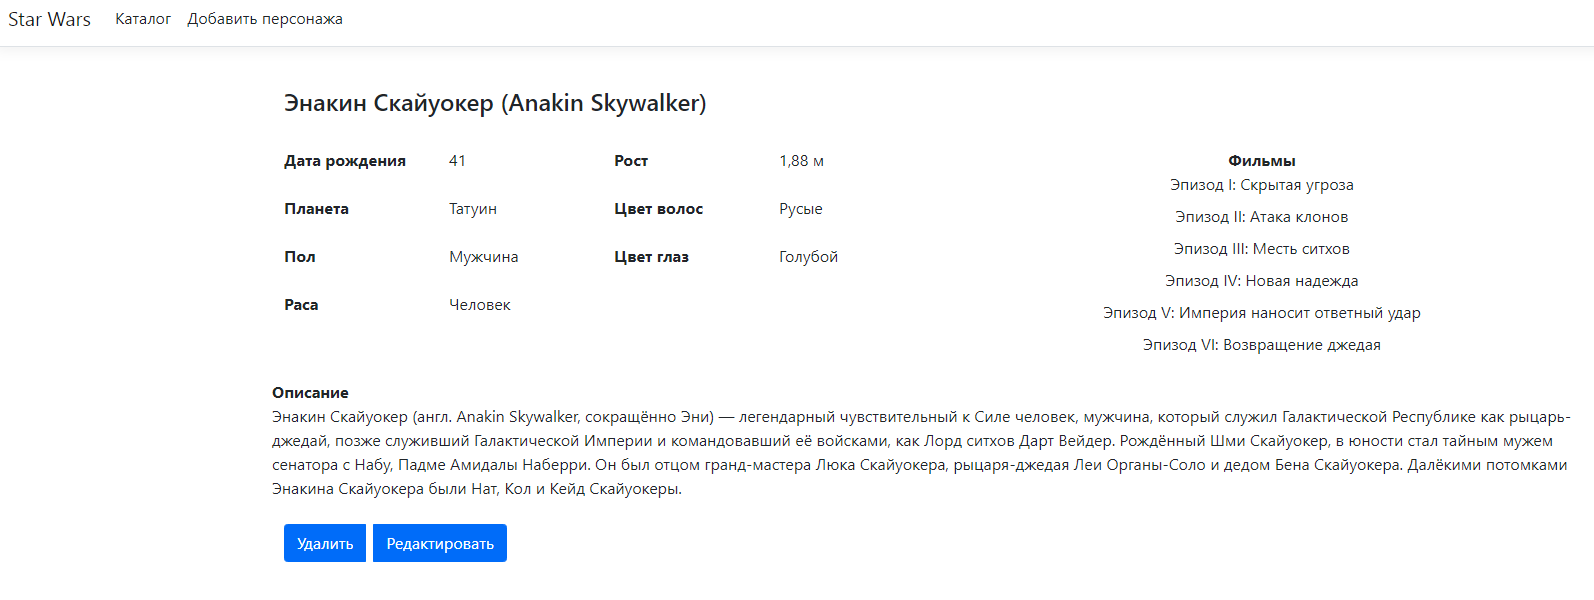 Star Wars Каталог Добавить персонажа
Энакин Скайуокер (Anakin Skywalker)
Дата рождения 41 Рост 1,88 м
Планета Татуин Цвет волос Русые
Пол Мужчина Цвет глаз Голубой
Раса Человек
Фильмы
Эпизод I: Скрытая угроза
Эпизод II: Атака клонов
Эпизод III: Месть ситхов
Эпизод IV: Новая надежда
Эпизод V: Империя наносит ответный удар
Эпизод VI: Возвращение джедая
Описание
Энакин Скайуокер (англ. Anakin Skywalker, сокращённо Эни) — легендарный чувствительный к Силе человек, мужчина, который служил Галактической Республике как рыцарь-
джедай, позже служивший Галактической Империи и командовавший её войсками, как Лорд ситхов Дарт Вейдер. Рождённый Шми Скайуокер, в юности стал тайным мужем
сенатора с Набу, Падме Амидалы Наберри. Он был отцом гранд-мастера Люка Скайуокера, рыцаря-джедая Леи Органы-Соло и дедом Бена Скайуокера. Далёкими потомками
Энакина Скайуокера были Нат, Кол и Кейд Скайуокеры.
Удалить Редактировать